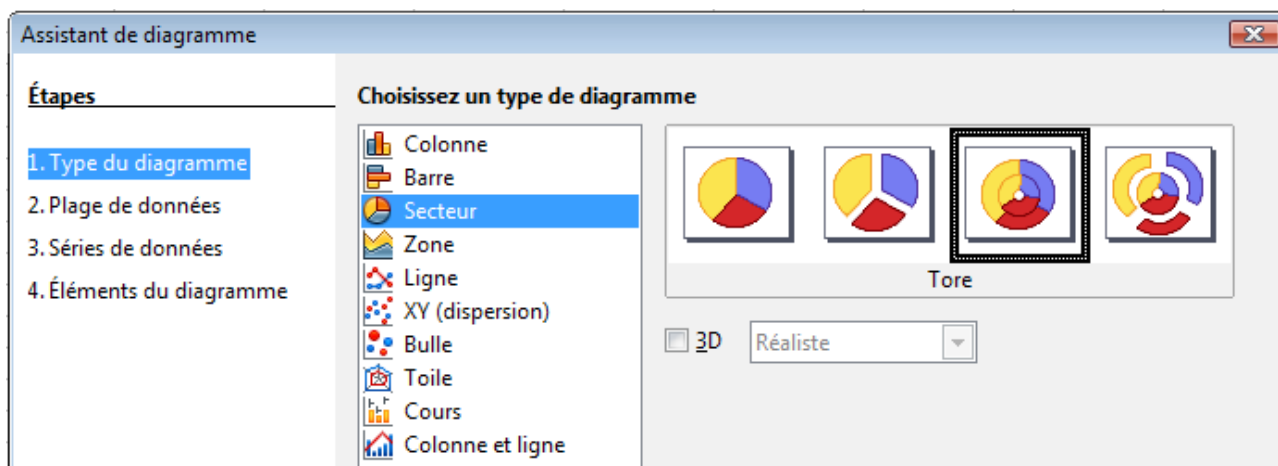 Assistant de diagramme
Étapes
1. Type du diagramme
2. Plage de données
3. Séries de données
4. Éléments du diagramme
Choisissez un type de diagramme
Colonne
Barre
Secteur
Zone
Ligne
XY (dispersion)
Bulle
Toile
Cours
Colonne et ligne
Tore
3D
Réaliste